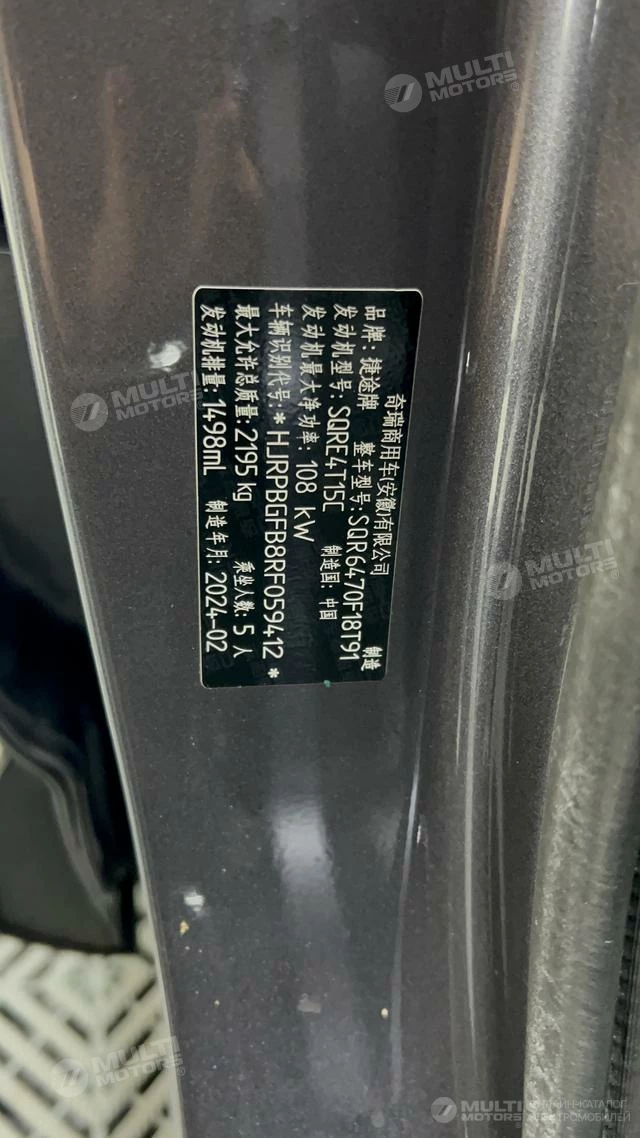 奇瑞商用车(安徽)有限公司 制造
品牌：捷途牌 整车型号：SQR6470F18T91
发动机型号：SQRE4T15C 制造国：中国
发动机最大净功率：108 kW
车辆识别代号：*HJRPBGFB8RF059412*
最大允许总质量：2195 kg 乘坐人数：5人
发动机排量：1498mL 制造年月：2024-02
MULTI
MOTORS®
MULTI
MOTORS
MULTI
MOTORS
MULTI
MOTORS
MULTI ОНЛАЙН-КАТАЛОГ
MOTORS ЭЛЕКТРОМОБИЛЕЙ